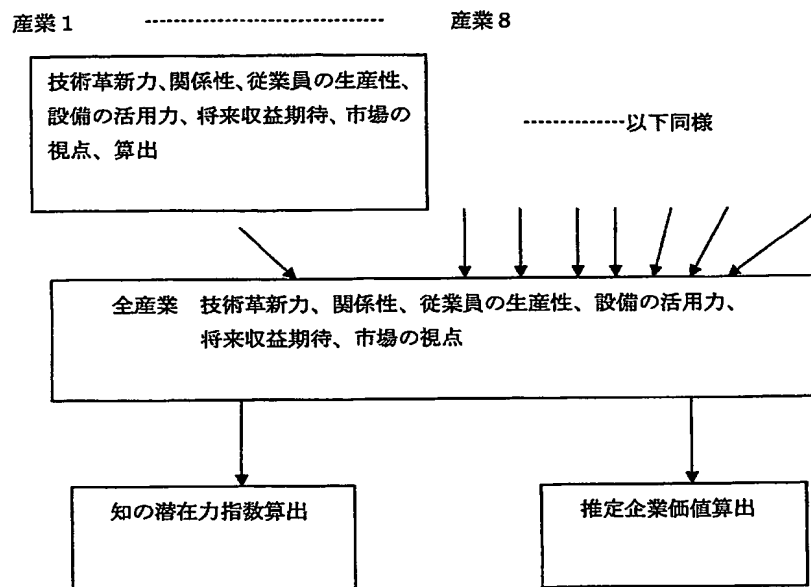 産業1 ---------------------------- 産業8
技術革新力、関係性、従業員の生産性、
設備の活用力、将来収益期待、市場の
視点、算出
------------以下同様
全産業 技術革新力、関係性、従業員の生産性、設備の活用力、
将来収益期待、市場の視点
知の潜在力指数算出
推定企業価値算出